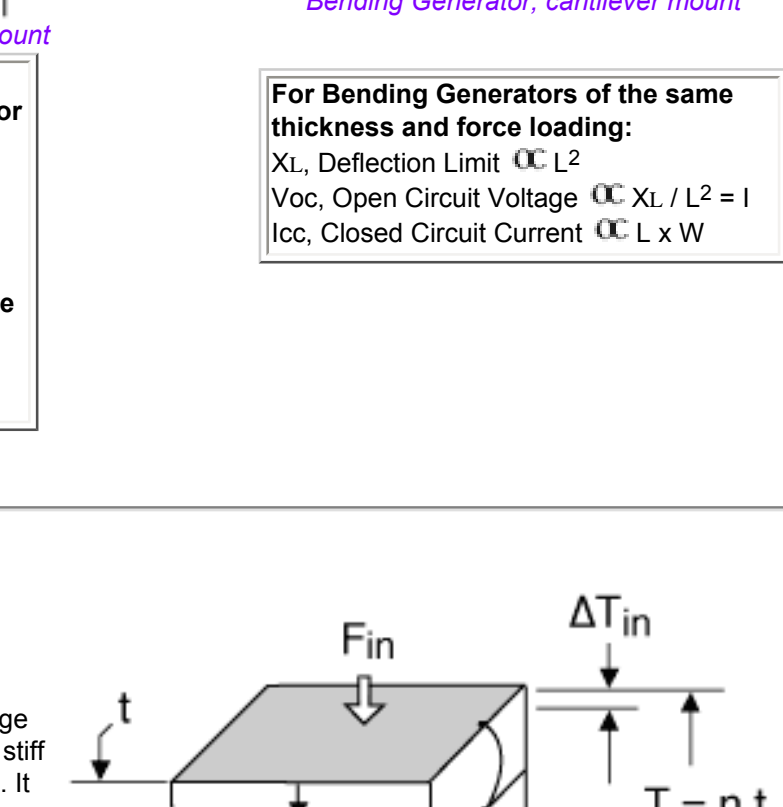 Bending Generator, cantilever mount
ount
or
For Bending Generators of the same
thickness and force loading:
XL, Deflection Limit ∝ L²
Voc, Open Circuit Voltage ∝ XL / L² = I
Icc, Closed Circuit Current ∝ L x W
e
ΔTin
Fin
t
ge
stiff
. It
T = n t